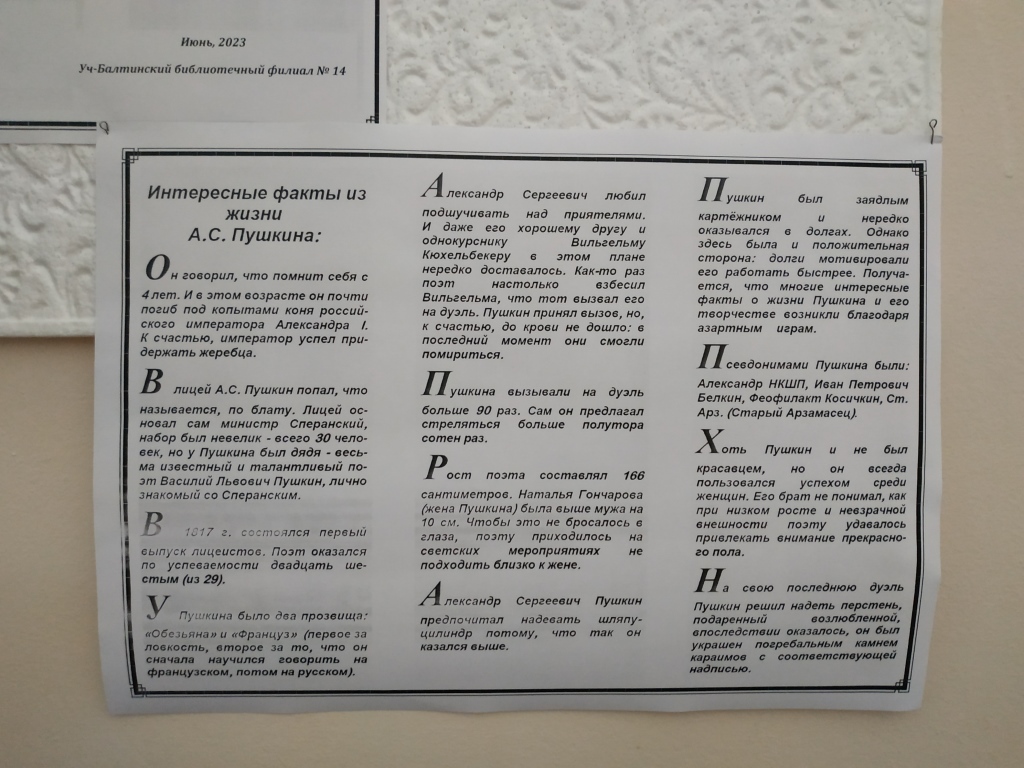 Июнь, 2023
Уч-Балтинский библиотечный филиал № 14
Интересные факты из
жизни
А.С. Пушкина:
Он говорил, что помнит себя с
4 лет. И в этом возрасте он почти
погиб под копытами коня россий-
ского императора Александра I.
К счастью, император успел при-
держать жеребца.
В лицей А.С. Пушкин попал, что
называется, по блату. Лицей ос-
новал сам министр Сперанский,
набор был невелик - всего 30 чело-
век, но у Пушкина был дядя - весь-
ма известный и талантливый по-
эт Василий Львович Пушкин, лично
знакомый со Сперанским.
В 1817 г. состоялся первый
выпуск лицеистов. Поэт оказался
по успеваемости двадцать ше-
стым (из 29).
У Пушкина было два прозвища:
«Обезьяна» и «Француз» (первое за
ловкость, второе за то, что он
сначала научился говорить на
французском, потом на русском).
Александр Сергеевич любил
подшучивать над приятелями.
И даже его хорошему другу и
однокурснику Вильгельму
Кюхельбекеру в этом плане
нередко доставалось. Как-то раз
поэт настолько взбесил
Вильгельма, что тот вызвал его
на дуэль. Пушкин принял вызов, но,
к счастью, до крови не дошло: в
последний момент они смогли
помириться.
Пушкина вызывали на дуэль
больше 90 раз. Сам он предлагал
стреляться больше полутора
сотен раз.
Рост поэта составлял 166
сантиметров. Наталья Гончарова
(жена Пушкина) была выше мужа на
10 см. Чтобы это не бросалось в
глаза, поэту приходилось на
светских мероприятиях не
подходить близко к жене.
Александр Сергеевич Пушкин
предпочитал надевать шляпу-
цилиндр потому, что так он
казался выше.
Пушкин был заядлым
картёжником и нередко
оказывался в долгах. Однако
здесь была и положительная
сторона: долги мотивировали
его работать быстрее. Получа-
ется, что многие интересные
факты о жизни Пушкина и его
творчестве возникли благодаря
азартным играм.
Псевдонимами Пушкина были:
Александр НКШП, Иван Петрович
Белкин, Феофилакт Косичкин, Ст.
Арз. (Старый Арзамасец).
Хоть Пушкин и не был
красавцем, но он всегда
пользовался успехом среди
женщин. Его брат не понимал, как
при низком росте и невзрачной
внешности поэту удавалось
привлекать внимание прекрасно-
го пола.
На свою последнюю дуэль
Пушкин решил надеть перстень,
подаренный возлюбленной,
впоследствии оказалось, он был
украшен погребальным камнем
караимов с соответствующей
надписью.